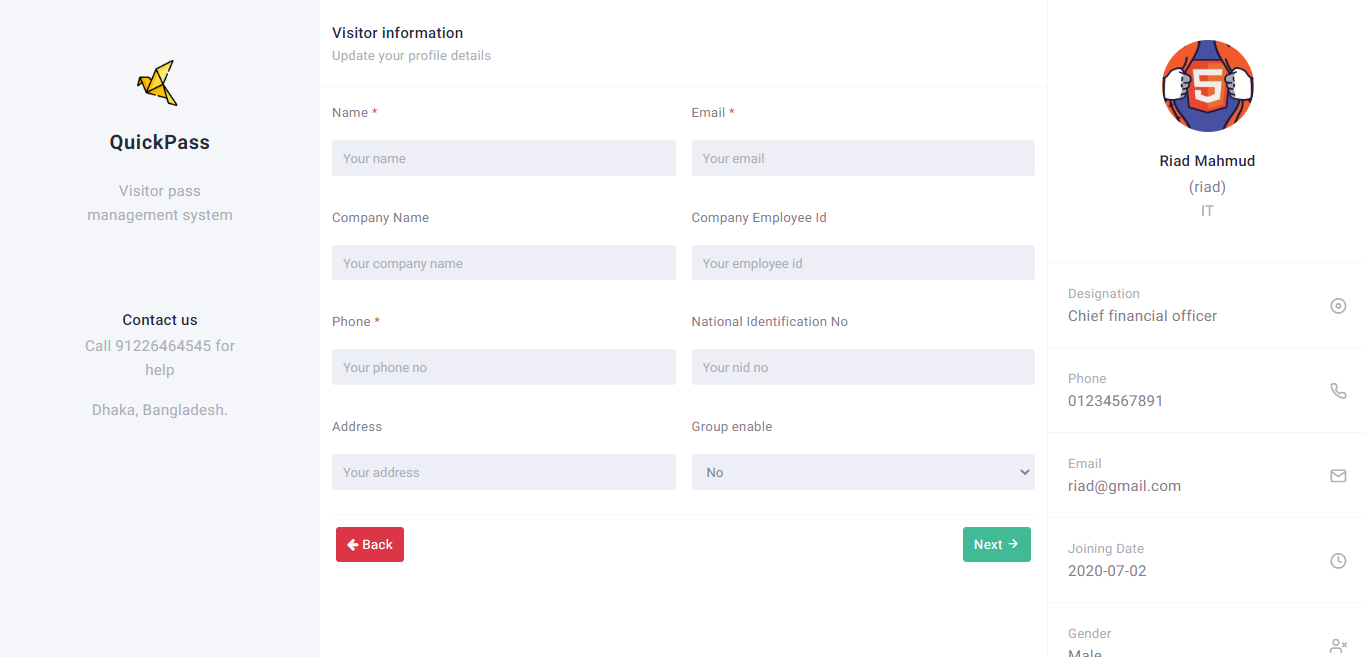 QuickPass
Visitor pass
management system
Contact us
Call 91226464545 for
help
Dhaka, Bangladesh.
Visitor information
Update your profile details
Name *
Your name
Email *
Your email
Company Name
Your company name
Company Employee Id
Your employee id
Phone *
Your phone no
National Identification No
Your nid no
Address
Your address
Group enable
No
Back
Next
5
Riad Mahmud
(riad)
IT
Designation
Chief financial officer
Phone
01234567891
Email
riad@gmail.com
Joining Date
2020-07-02
Gender
Male